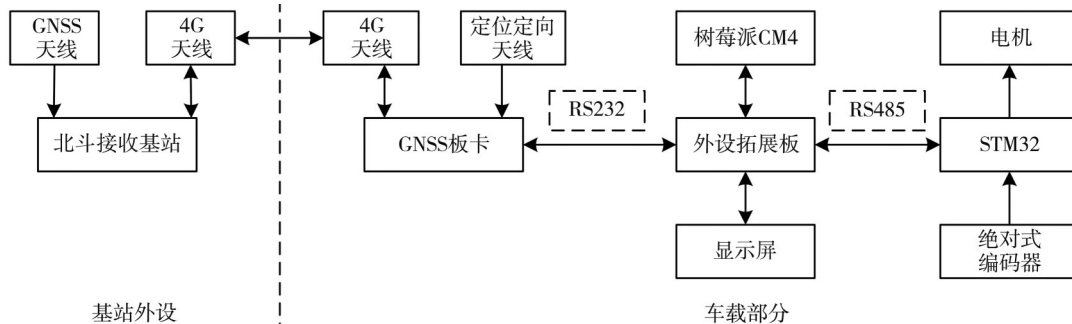 GNSS
天线
4G
天线
4G
天线
定位定向
天线
树莓派CM4
电机
RS232
RS485
北斗接收基站
GNSS板卡
外设拓展板
STM32
显示屏
绝对式
编码器
基站外设
车载部分